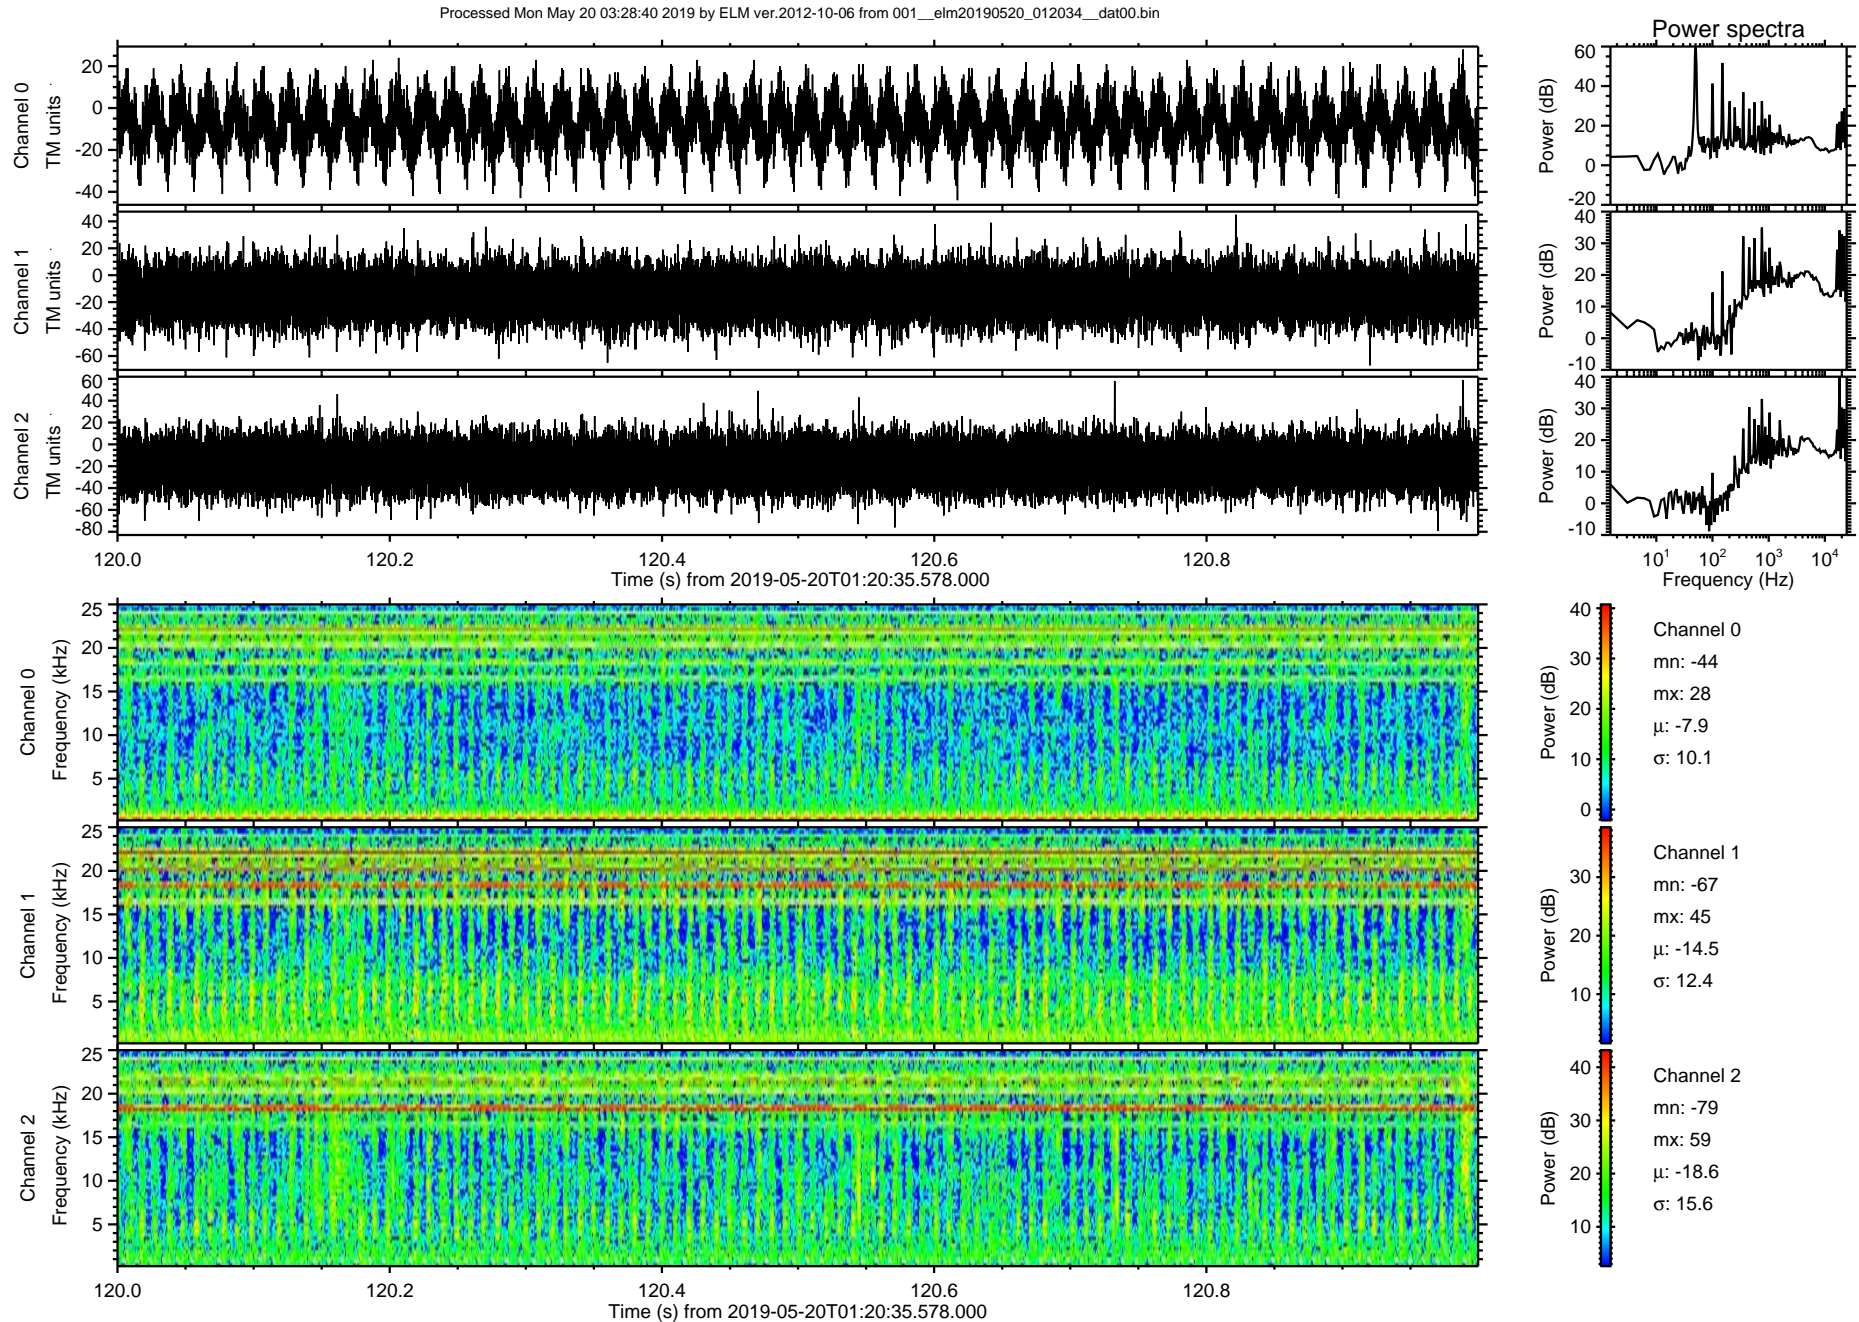 Processed Mon May 20 03:28:40 2019 by ELM ver.2012-10-06 from 001__elm20190520_012034__dat00.bin
Power spectra
Channel 0
TM units
20
0
-20
-40
Power (dB)
60
40
20
0
-20
Channel 1
TM units
40
20
0
-20
-40
-60
Power (dB)
40
30
20
10
0
-10
Channel 2
TM units
60
40
20
0
-20
-40
-60
-80
Power (dB)
40
30
20
10
0
-10
120.0 120.2 120.4 120.6 120.8
Time (s) from 2019-05-20T01:20:35.578.000
10¹ 10² 10³ 10⁴
Frequency (Hz)
Channel 0
Frequency (kHz)
25
20
15
10
5
Power (dB)
40
30
20
10
0
Channel 0
mn: -44
mx: 28
μ: -7.9
σ: 10.1
Channel 1
Frequency (kHz)
25
20
15
10
5
Power (dB)
30
20
10
Channel 1
mn: -67
mx: 45
μ: -14.5
σ: 12.4
Channel 2
Frequency (kHz)
25
20
15
10
5
Power (dB)
40
30
20
10
Channel 2
mn: -79
mx: 59
μ: -18.6
σ: 15.6
120.0 120.2 120.4 120.6 120.8
Time (s) from 2019-05-20T01:20:35.578.000